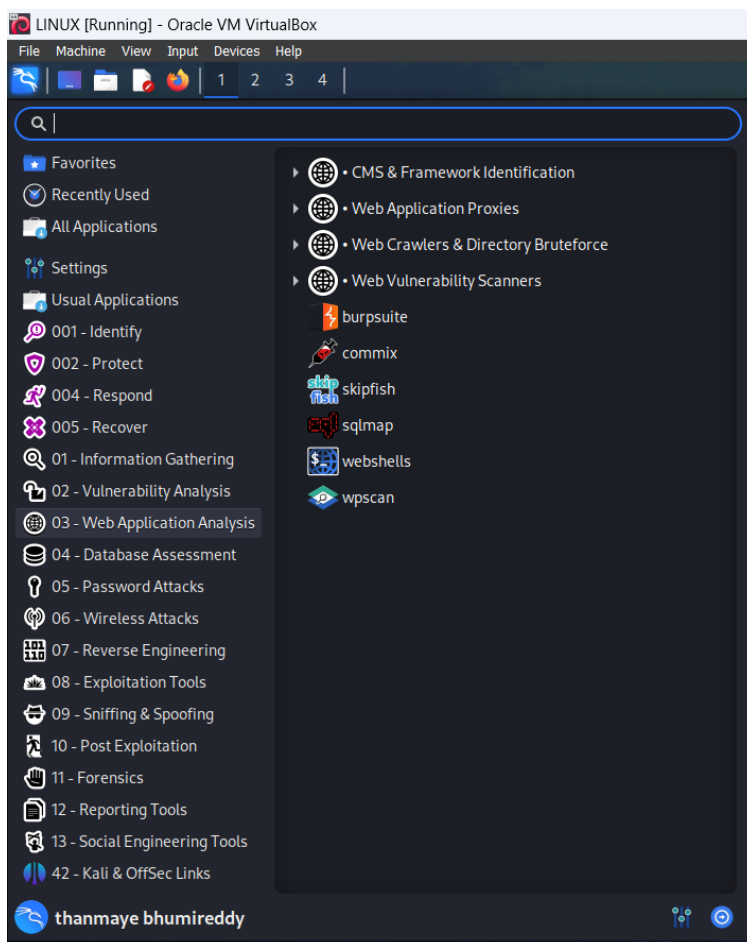 LINUX [Running] - Oracle VM VirtualBox
File Machine View Input Devices Help
1 2 3 4
Favorites
Recently Used
All Applications
Settings
Usual Applications
001 - Identify
002 - Protect
004 - Respond
005 - Recover
01 - Information Gathering
02 - Vulnerability Analysis
03 - Web Application Analysis
04 - Database Assessment
05 - Password Attacks
06 - Wireless Attacks
07 - Reverse Engineering
08 - Exploitation Tools
09 - Sniffing & Spoofing
10 - Post Exploitation
11 - Forensics
12 - Reporting Tools
13 - Social Engineering Tools
42 - Kali & OffSec Links
• CMS & Framework Identification
• Web Application Proxies
• Web Crawlers & Directory Bruteforce
• Web Vulnerability Scanners
burpsuite
commix
skip
fish
skipfish
sql
sqlmap
$_
webshells
wpscan
thanmaye bhumireddy